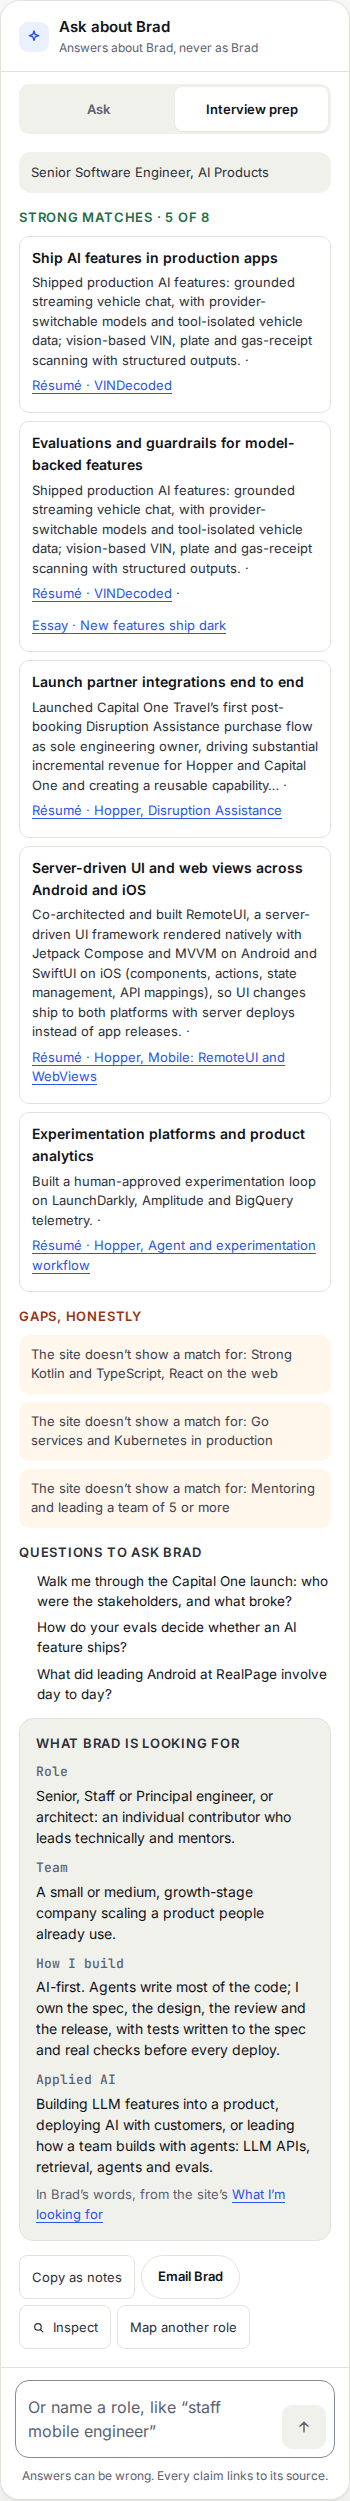 Ask about Brad
Answers about Brad, never as Brad
Ask
Interview prep
Senior Software Engineer, AI Products
STRONG MATCHES · 5 OF 8
Ship AI features in production apps
Shipped production AI features: grounded
streaming vehicle chat, with provider-
switchable models and tool-isolated vehicle
data; vision-based VIN, plate and gas-receipt
scanning with structured outputs. ·
Résumé · VINDecoded
Evaluations and guardrails for model-
backed features
Shipped production AI features: grounded
streaming vehicle chat, with provider-
switchable models and tool-isolated vehicle
data; vision-based VIN, plate and gas-receipt
scanning with structured outputs. ·
Résumé · VINDecoded ·
Essay · New features ship dark
Launch partner integrations end to end
Launched Capital One Travel’s first post-
booking Disruption Assistance purchase flow
as sole engineering owner, driving substantial
incremental revenue for Hopper and Capital
One and creating a reusable capability… ·
Résumé · Hopper, Disruption Assistance
Server-driven UI and web views across
Android and iOS
Co-architected and built RemoteUI, a server-
driven UI framework rendered natively with
Jetpack Compose and MVVM on Android and
SwiftUI on iOS (components, actions, state
management, API mappings), so UI changes
ship to both platforms with server deploys
instead of app releases. ·
Résumé · Hopper, Mobile: RemoteUI and
WebViews
Experimentation platforms and product
analytics
Built a human-approved experimentation loop
on LaunchDarkly, Amplitude and BigQuery
telemetry. ·
Résumé · Hopper, Agent and experimentation
workflow
GAPS, HONESTLY
The site doesn’t show a match for: Strong
Kotlin and TypeScript, React on the web
The site doesn’t show a match for: Go
services and Kubernetes in production
The site doesn’t show a match for: Mentoring
and leading a team of 5 or more
QUESTIONS TO ASK BRAD
Walk me through the Capital One launch: who
were the stakeholders, and what broke?
How do your evals decide whether an AI
feature ships?
What did leading Android at RealPage involve
day to day?
WHAT BRAD IS LOOKING FOR
Role
Senior, Staff or Principal engineer, or
architect: an individual contributor who
leads technically and mentors.
Team
A small or medium, growth-stage
company scaling a product people
already use.
How I build
AI-first. Agents write most of the code; I
own the spec, the design, the review and
the release, with tests written to the spec
and real checks before every deploy.
Applied AI
Building LLM features into a product,
deploying AI with customers, or leading
how a team builds with agents: LLM APIs,
retrieval, agents and evals.
In Brad’s words, from the site’s What I’m
looking for
Copy as notes
Email Brad
Inspect
Map another role
Or name a role, like “staff
mobile engineer”
Answers can be wrong. Every claim links to its source.